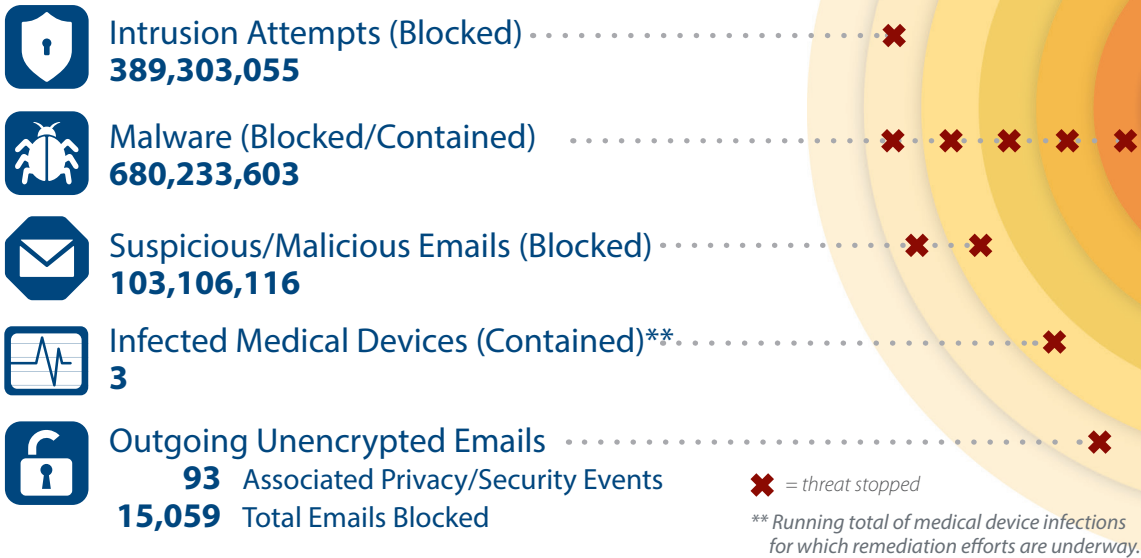 Intrusion Attempts (Blocked)
389,303,055
Malware (Blocked/Contained)
680,233,603
Suspicious/Malicious Emails (Blocked)
103,106,116
Infected Medical Devices (Contained)**
3
Outgoing Unencrypted Emails
93 Associated Privacy/Security Events
15,059 Total Emails Blocked
= threat stopped
** Running total of medical device infections
for which remediation efforts are underway.